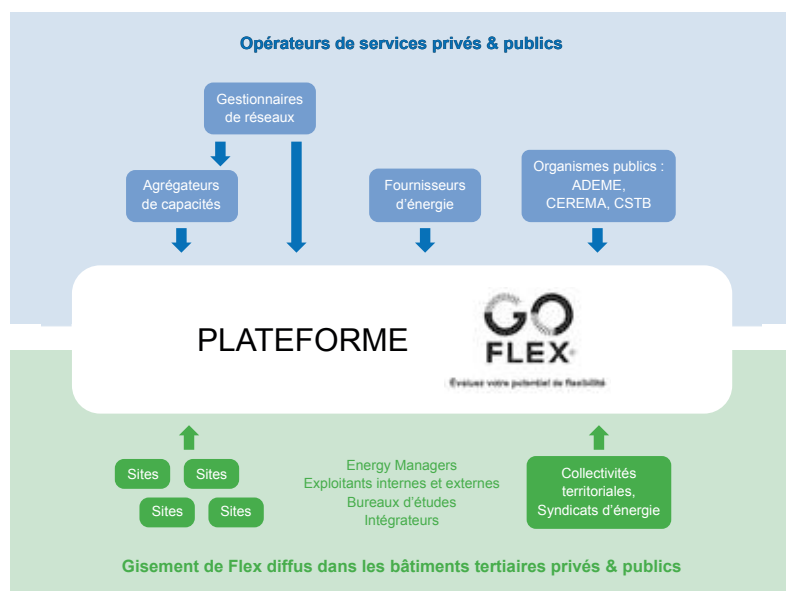 Opérateurs de services privés & publics
Gestionnaires
de réseaux
Agrégateurs
de capacités
Fournisseurs
d'énergie
Organismes publics :
ADEME,
CEREMA, CSTB
PLATEFORME
GO
FLEX
Évaluez votre potentiel de flexibilité
Sites
Sites
Sites
Sites
Energy Managers
Exploitants internes et externes
Bureaux d'études
Intégrateurs
Collectivités
territoriales,
Syndicats d'énergie
Gisement de Flex diffus dans les bâtiments tertiaires privés & publics